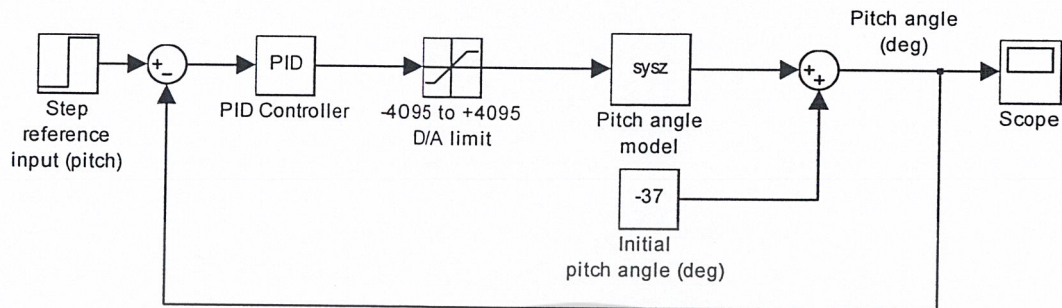 Step
reference
input (pitch)
+
−
PID
PID Controller
-4095 to +4095
D/A limit
sysz
Pitch angle
model
-37
Initial
pitch angle (deg)
+
+
Pitch angle
(deg)
Scope